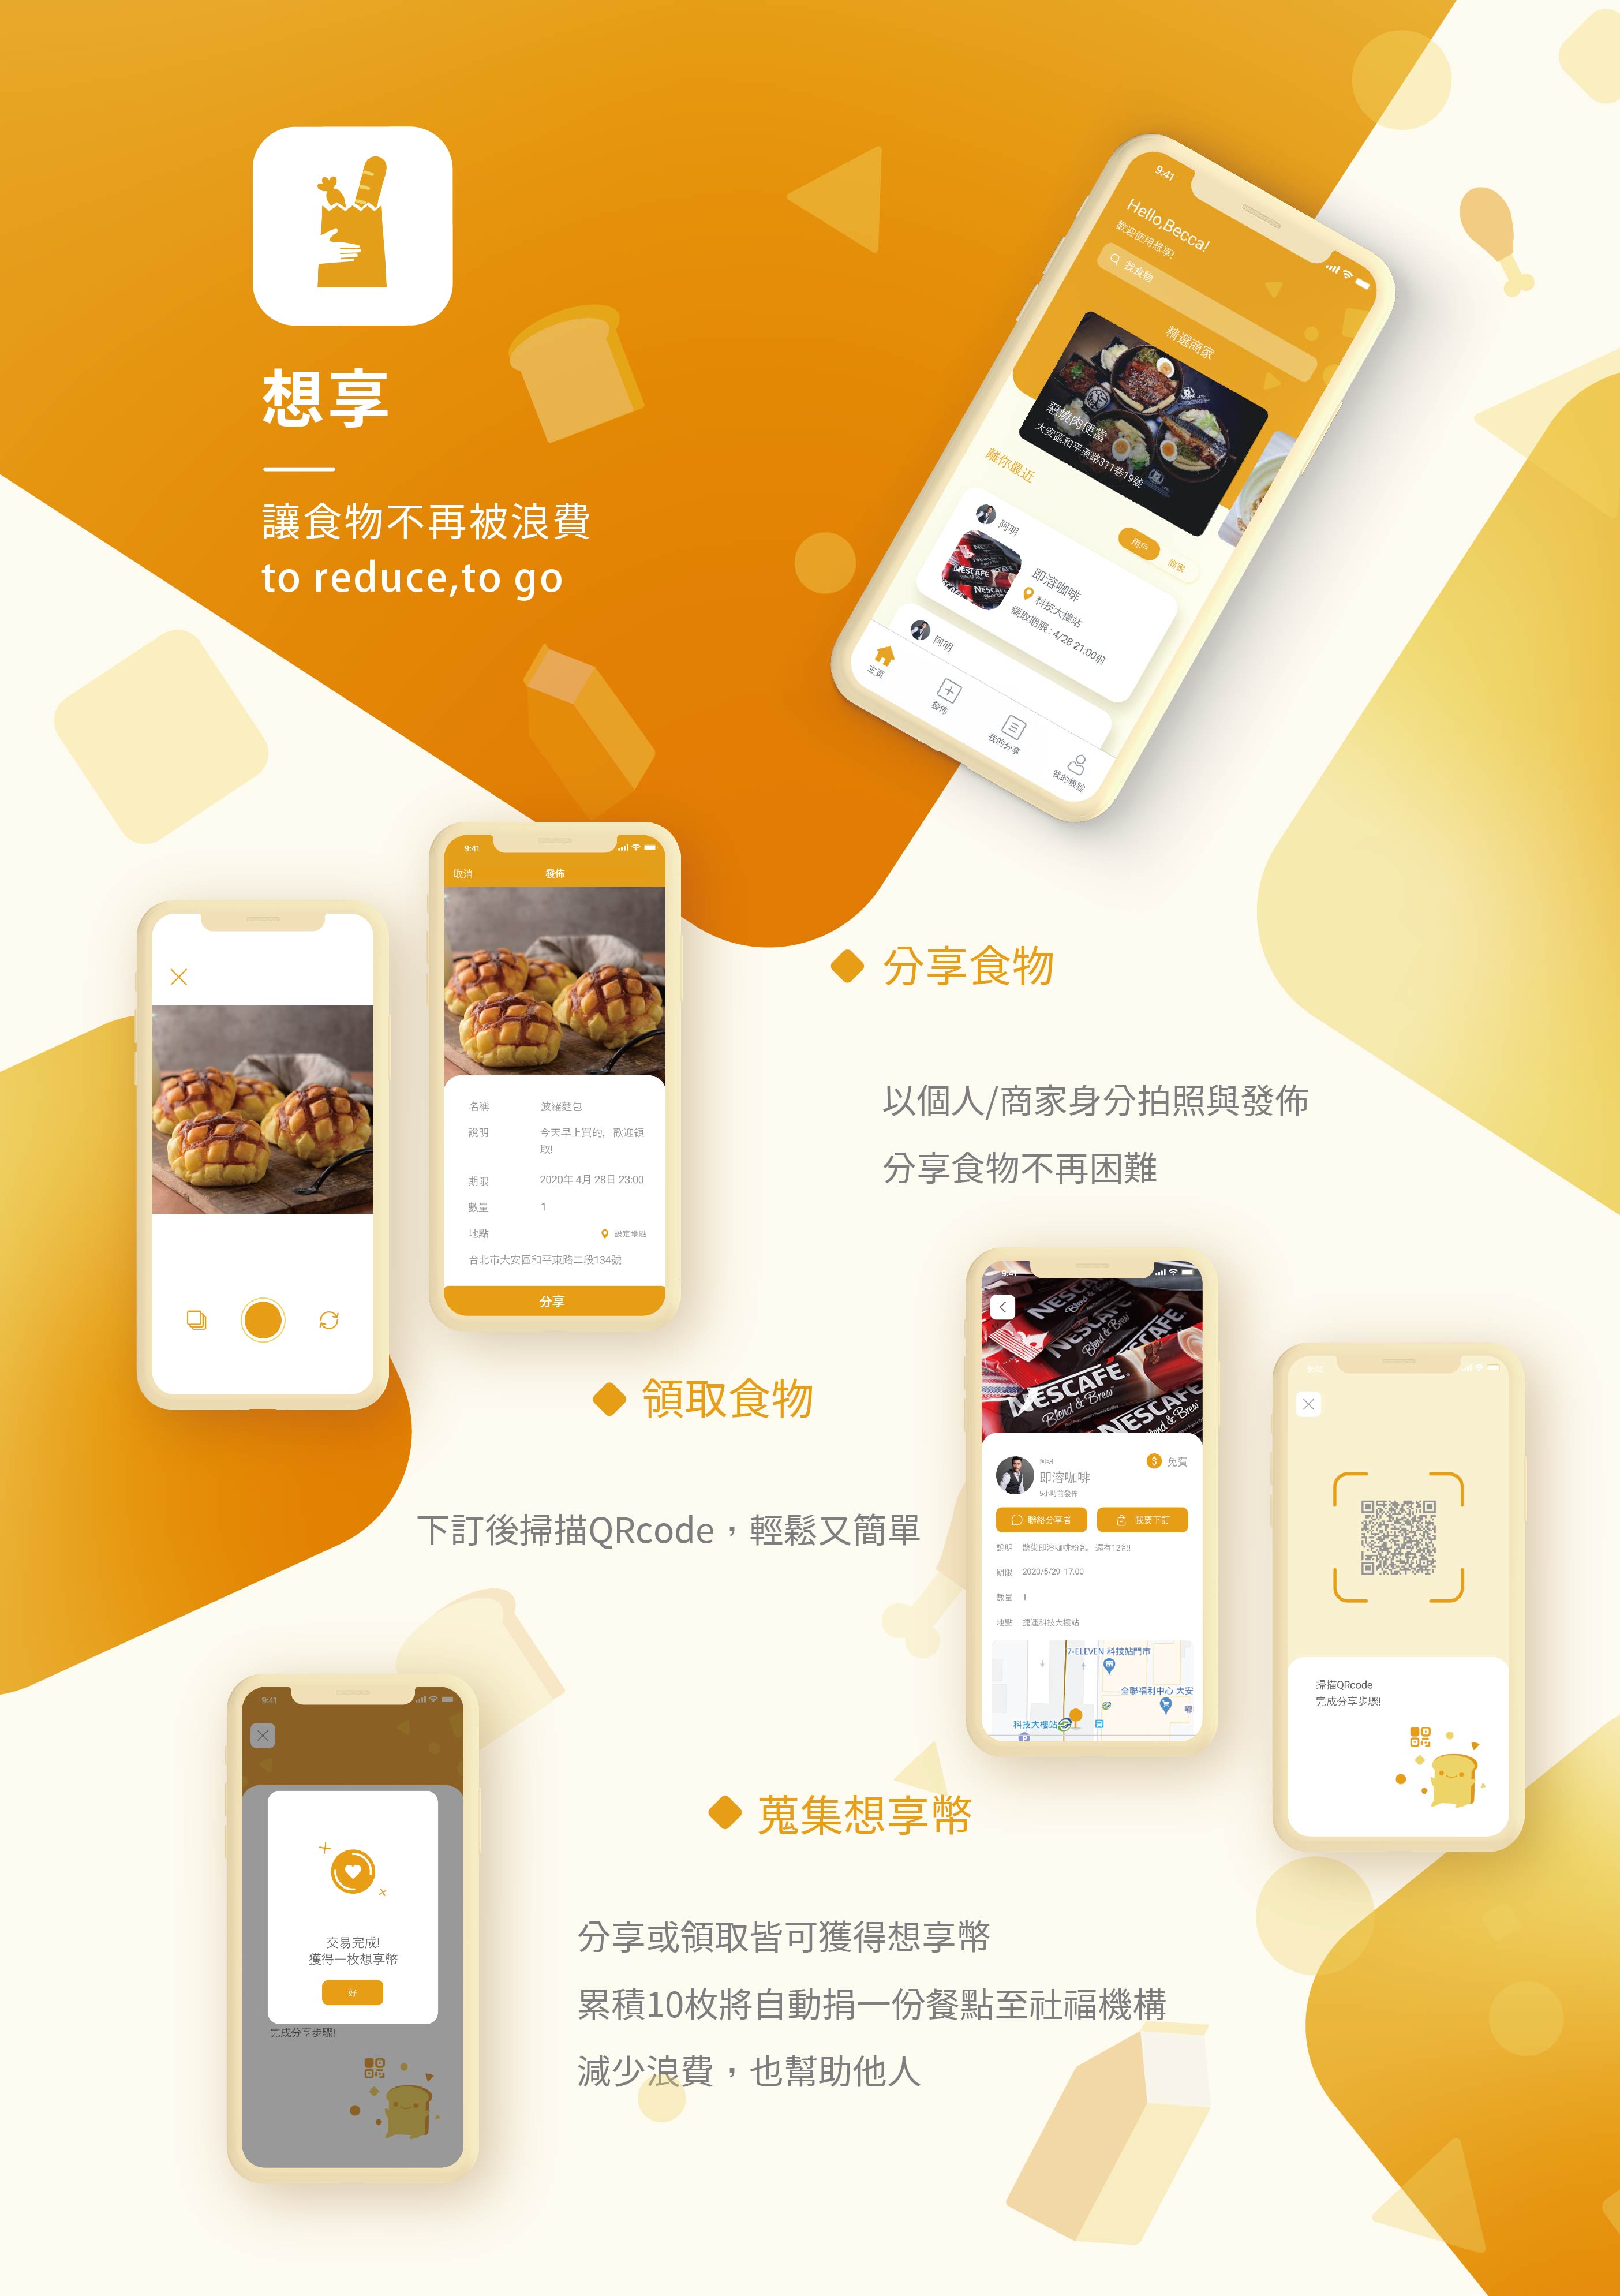 想享
讓食物不再被浪費
to reduce,to go
9:41
Hello,Becca!
歡迎使用想享!
找食物
精選商家
惡燒肉便當
大安區和平東路311巷19號
離你最近
用戶
商家
阿明
即溶咖啡
科技大樓站
領取期限 : 4/28 21:00前
阿明
主頁
發佈
我的分享
我的帳號
9:41
取消
發佈
名稱
波羅麵包
說明
今天早上買的，歡迎領
取!
期限
2020年 4月 28日 23:00
數量
1
地點
設定地點
台北市大安區和平東路二段134號
分享
分享食物
以個人/商家身分拍照與發佈
分享食物不再困難
領取食物
下訂後掃描QRcode，輕鬆又簡單
9:41
NESCAFE
Blend & Brew
NESCAFÉ.
Blend & Brew
NESCAFE
Blend & Brew
阿明
即溶咖啡
免費
聯絡分享者
我要下訂
說明
期限
2020/5/29 17:00
數量
1
地點
捷運科技大樓站
7-ELEVEN 科技站門市
全聯福利中心 大安
科技大樓站
9:41
掃描QRcode
完成分享步驟!
9:41
交易完成!
獲得一枚想享幣
好
完成分享步驟!
蒐集想享幣
分享或領取皆可獲得想享幣
累積10枚將自動捐一份餐點至社福機構
減少浪費，也幫助他人